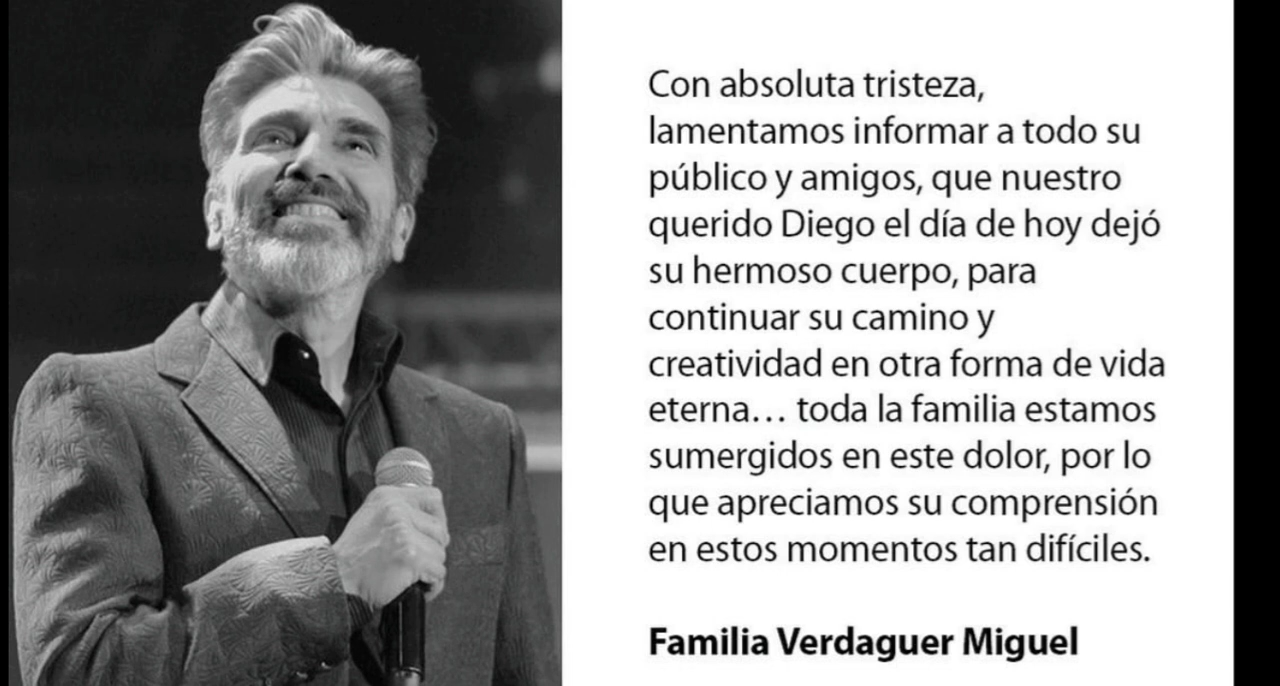 Con absoluta tristeza,
lamentamos informar a todo su
público y amigos, que nuestro
querido Diego el día de hoy dejó
su hermoso cuerpo, para
continuar su camino y
creatividad en otra forma de vida
eterna… toda la familia estamos
sumergidos en este dolor, por lo
que apreciamos su comprensión
en estos momentos tan difíciles.
Familia Verdaguer Miguel